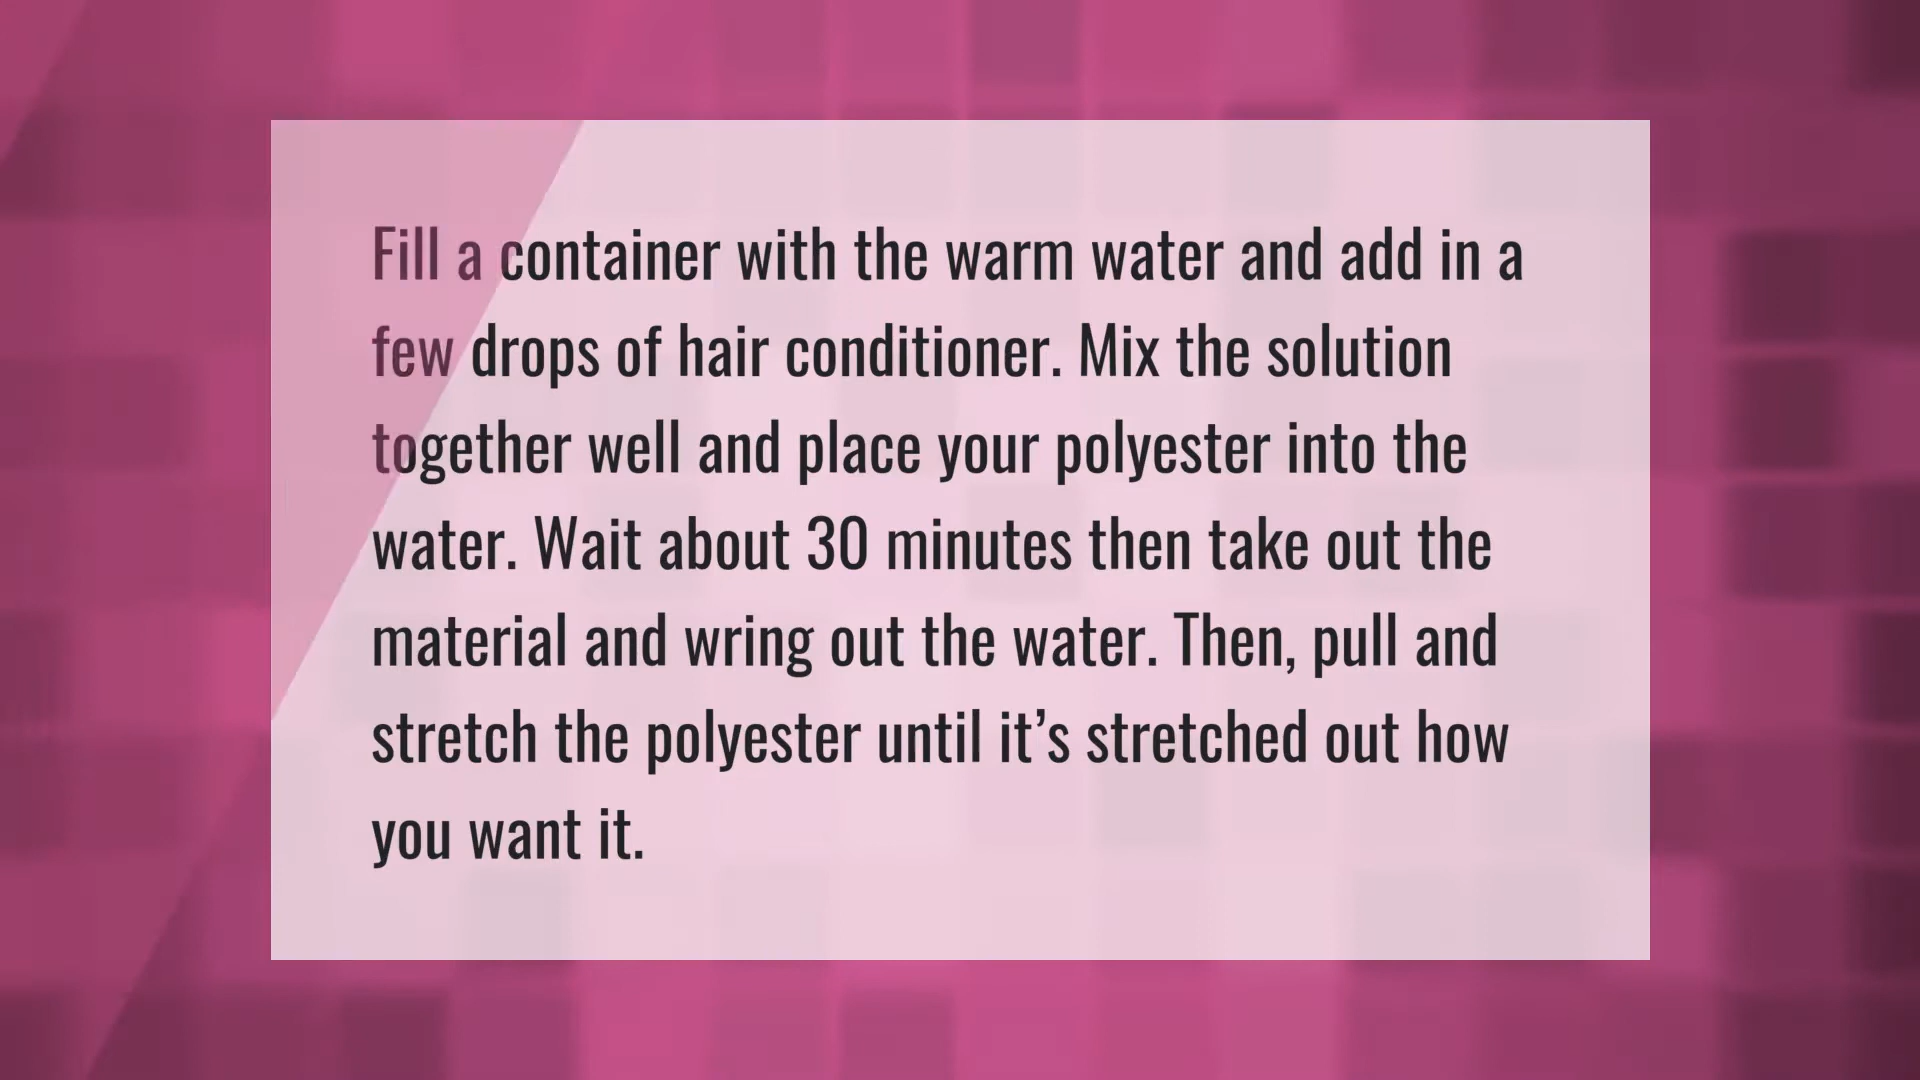 Fill a container with the warm water and add in a
few drops of hair conditioner. Mix the solution
together well and place your polyester into the
water. Wait about 30 minutes then take out the
material and wring out the water. Then, pull and
stretch the polyester until it’s stretched out how
you want it.